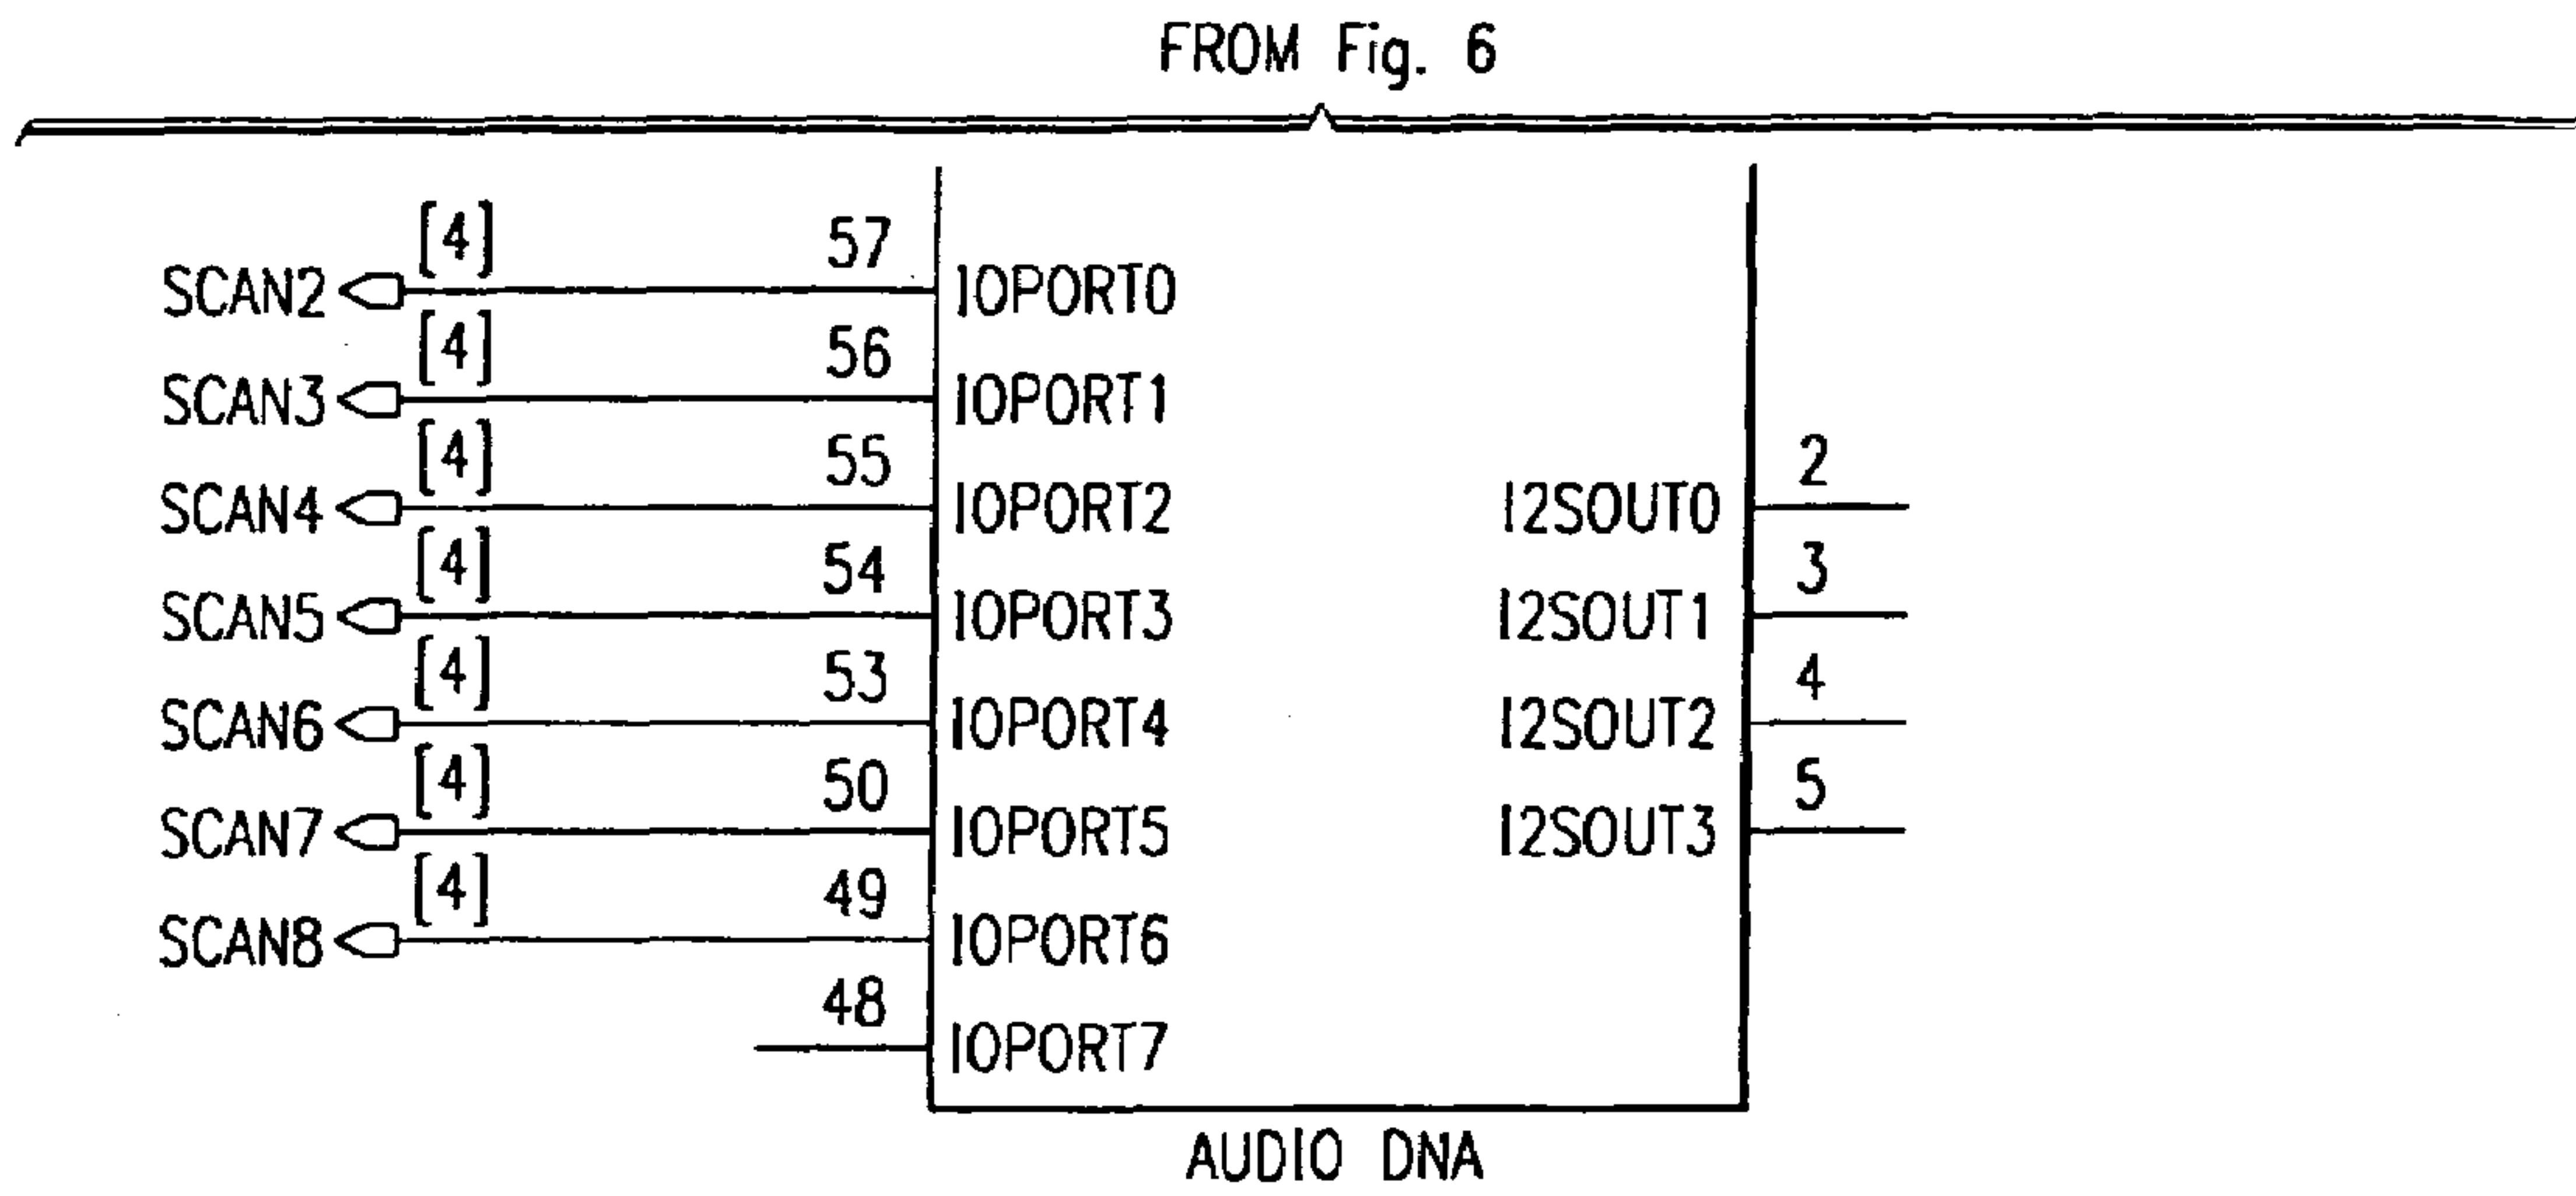 FROM Fig. 6
[4] 57
SCAN2 IOPORT0
[4] 56
SCAN3 IOPORT1
[4] 55 2
SCAN4 IOPORT2 I2SOUT0
[4] 54 3
SCAN5 IOPORT3 I2SOUT1
[4] 53 4
SCAN6 IOPORT4 I2SOUT2
[4] 50 5
SCAN7 IOPORT5 I2SOUT3
[4] 49
SCAN8 IOPORT6
48
IOPORT7
AUDIO DNA